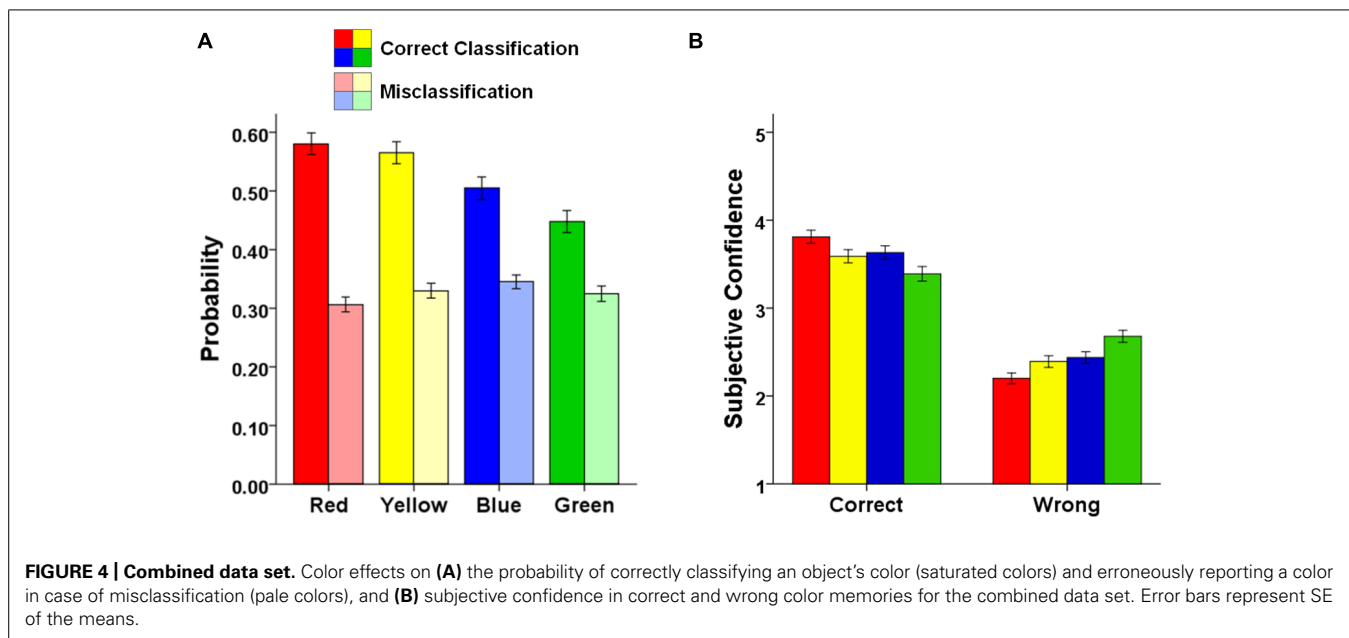 A
Correct Classification
Misclassification
Probability
0.60
0.50
0.40
0.30
0.20
0.10
0.00
Red Yellow Blue Green
B
Subjective Confidence
5
4
3
2
1
Correct Wrong
FIGURE 4 | Combined data set. Color effects on (A) the probability of correctly classifying an object's color (saturated colors) and erroneously reporting a color
in case of misclassification (pale colors), and (B) subjective confidence in correct and wrong color memories for the combined data set. Error bars represent SE
of the means.